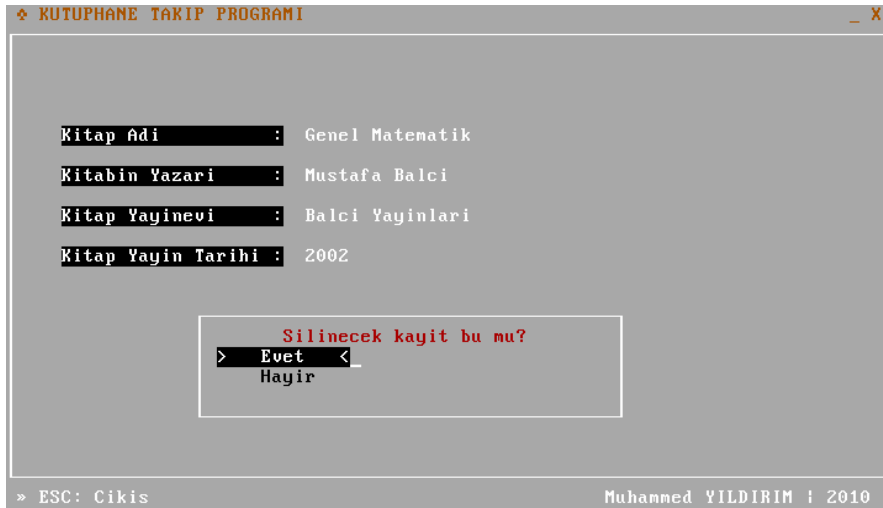 KUTUPHANE TAKIP PROGRAMI _ X
Kitap Adi : Genel Matematik
Kitabin Yazari : Mustafa Balci
Kitap Yayinevi : Balci Yayinlari
Kitap Yayin Tarihi : 2002
Silinecek kayit bu mu?
> Evet <_
Hayir
» ESC: Cikis Muhammed YILDIRIM ¦ 2010